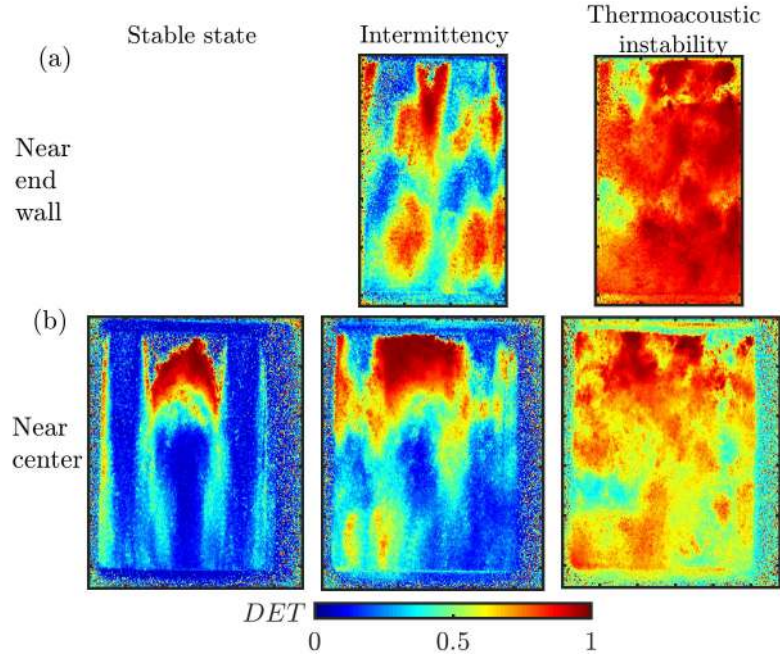 Stable state
Intermittency
Thermoacoustic
instability
(a)
Near
end
wall
(b)
Near
center
DET
0
0.5
1